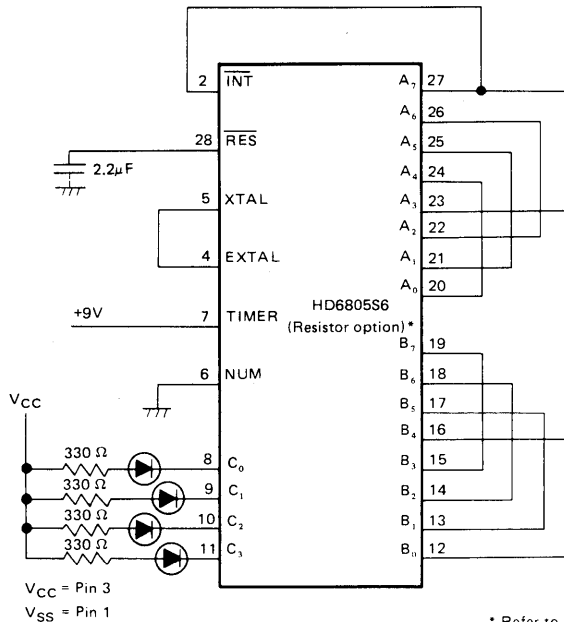 2 INT A₇ 27
A₆ 26
28 RES A₅ 25
2.2μF A₄ 24
5 XTAL A₃ 23
A₂ 22
4 EXTAL A₁ 21
A₀ 20
HD6805S6
+9V 7 TIMER (Resistor option) *
B₇ 19
6 NUM B₆ 18
B₅ 17
VCC B₄ 16
330 Ω 8 C₀ B₃ 15
330 Ω 9 C₁ B₂ 14
330 Ω 10 C₂ B₁ 13
330 Ω 11 C₃ B₀ 12
VCC = Pin 3
VSS = Pin 1
* Refer to